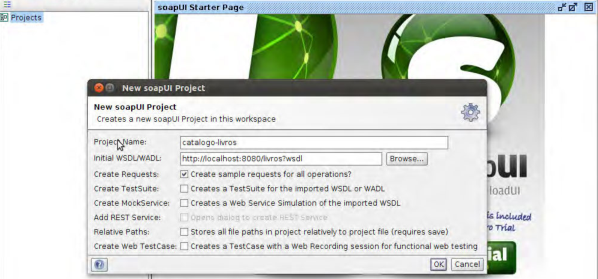 soapUI Starter Page
Projects
New soapUI Project
New soapUI Project
Creates a new soapUI Project in this workspace
Project Name: catalogo-livros
Initial WSDL/WADL: http://localhost:8080/livros?wsdl Browse...
Create Requests: Create sample requests for all operations?
Create TestSuite: Creates a TestSuite for the imported WSDL or WADL
Create MockService: Creates a Web Service Simulation of the imported WSDL
Add REST Service: Opens dialog to create REST Service
Relative Paths: Stores all file paths in project relatively to project file (requires save)
Create Web TestCase: Creates a TestCase with a Web Recording session for functional web testing
OK Cancel
UI
loadUI
is included
ro Trial
ial